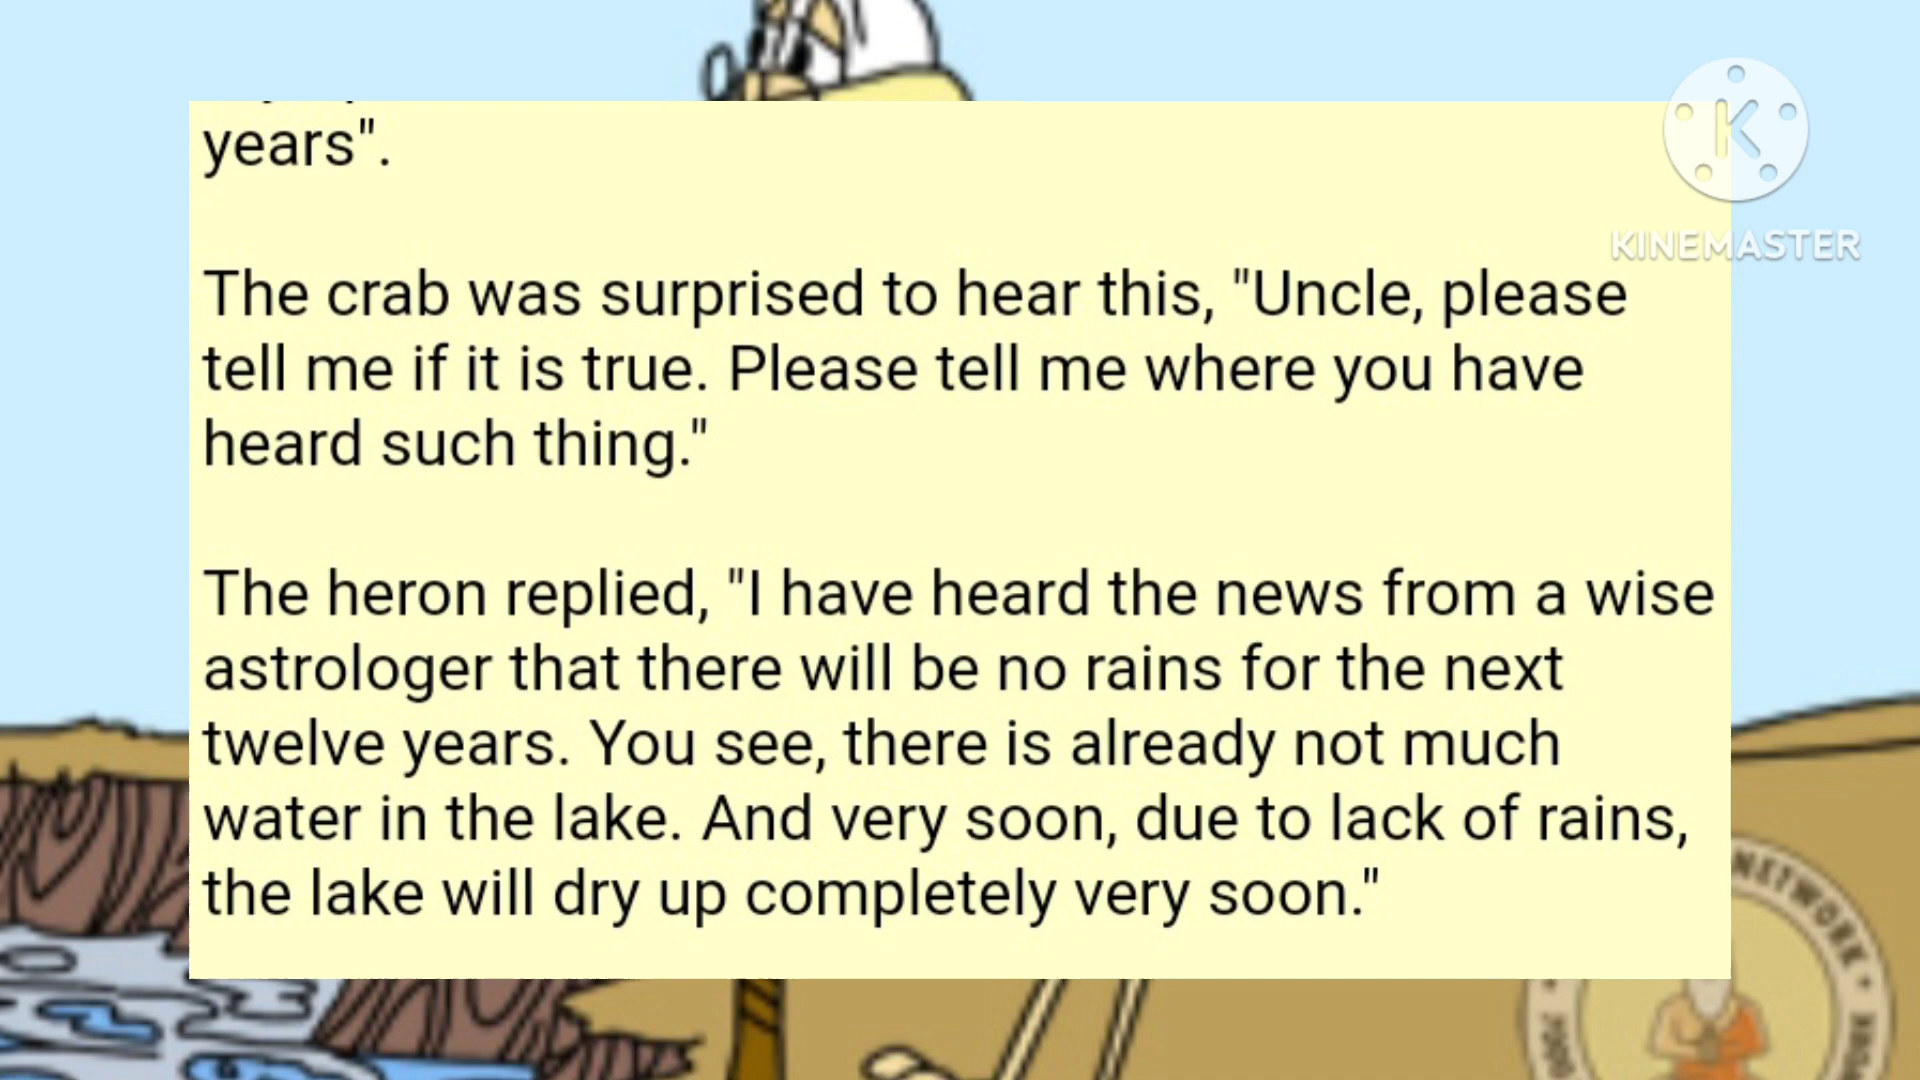 years".
The crab was surprised to hear this, "Uncle, please
tell me if it is true. Please tell me where you have
heard such thing."
The heron replied, "I have heard the news from a wise
astrologer that there will be no rains for the next
twelve years. You see, there is already not much
water in the lake. And very soon, due to lack of rains,
the lake will dry up completely very soon."
K
KINEMASTER
NETWORK